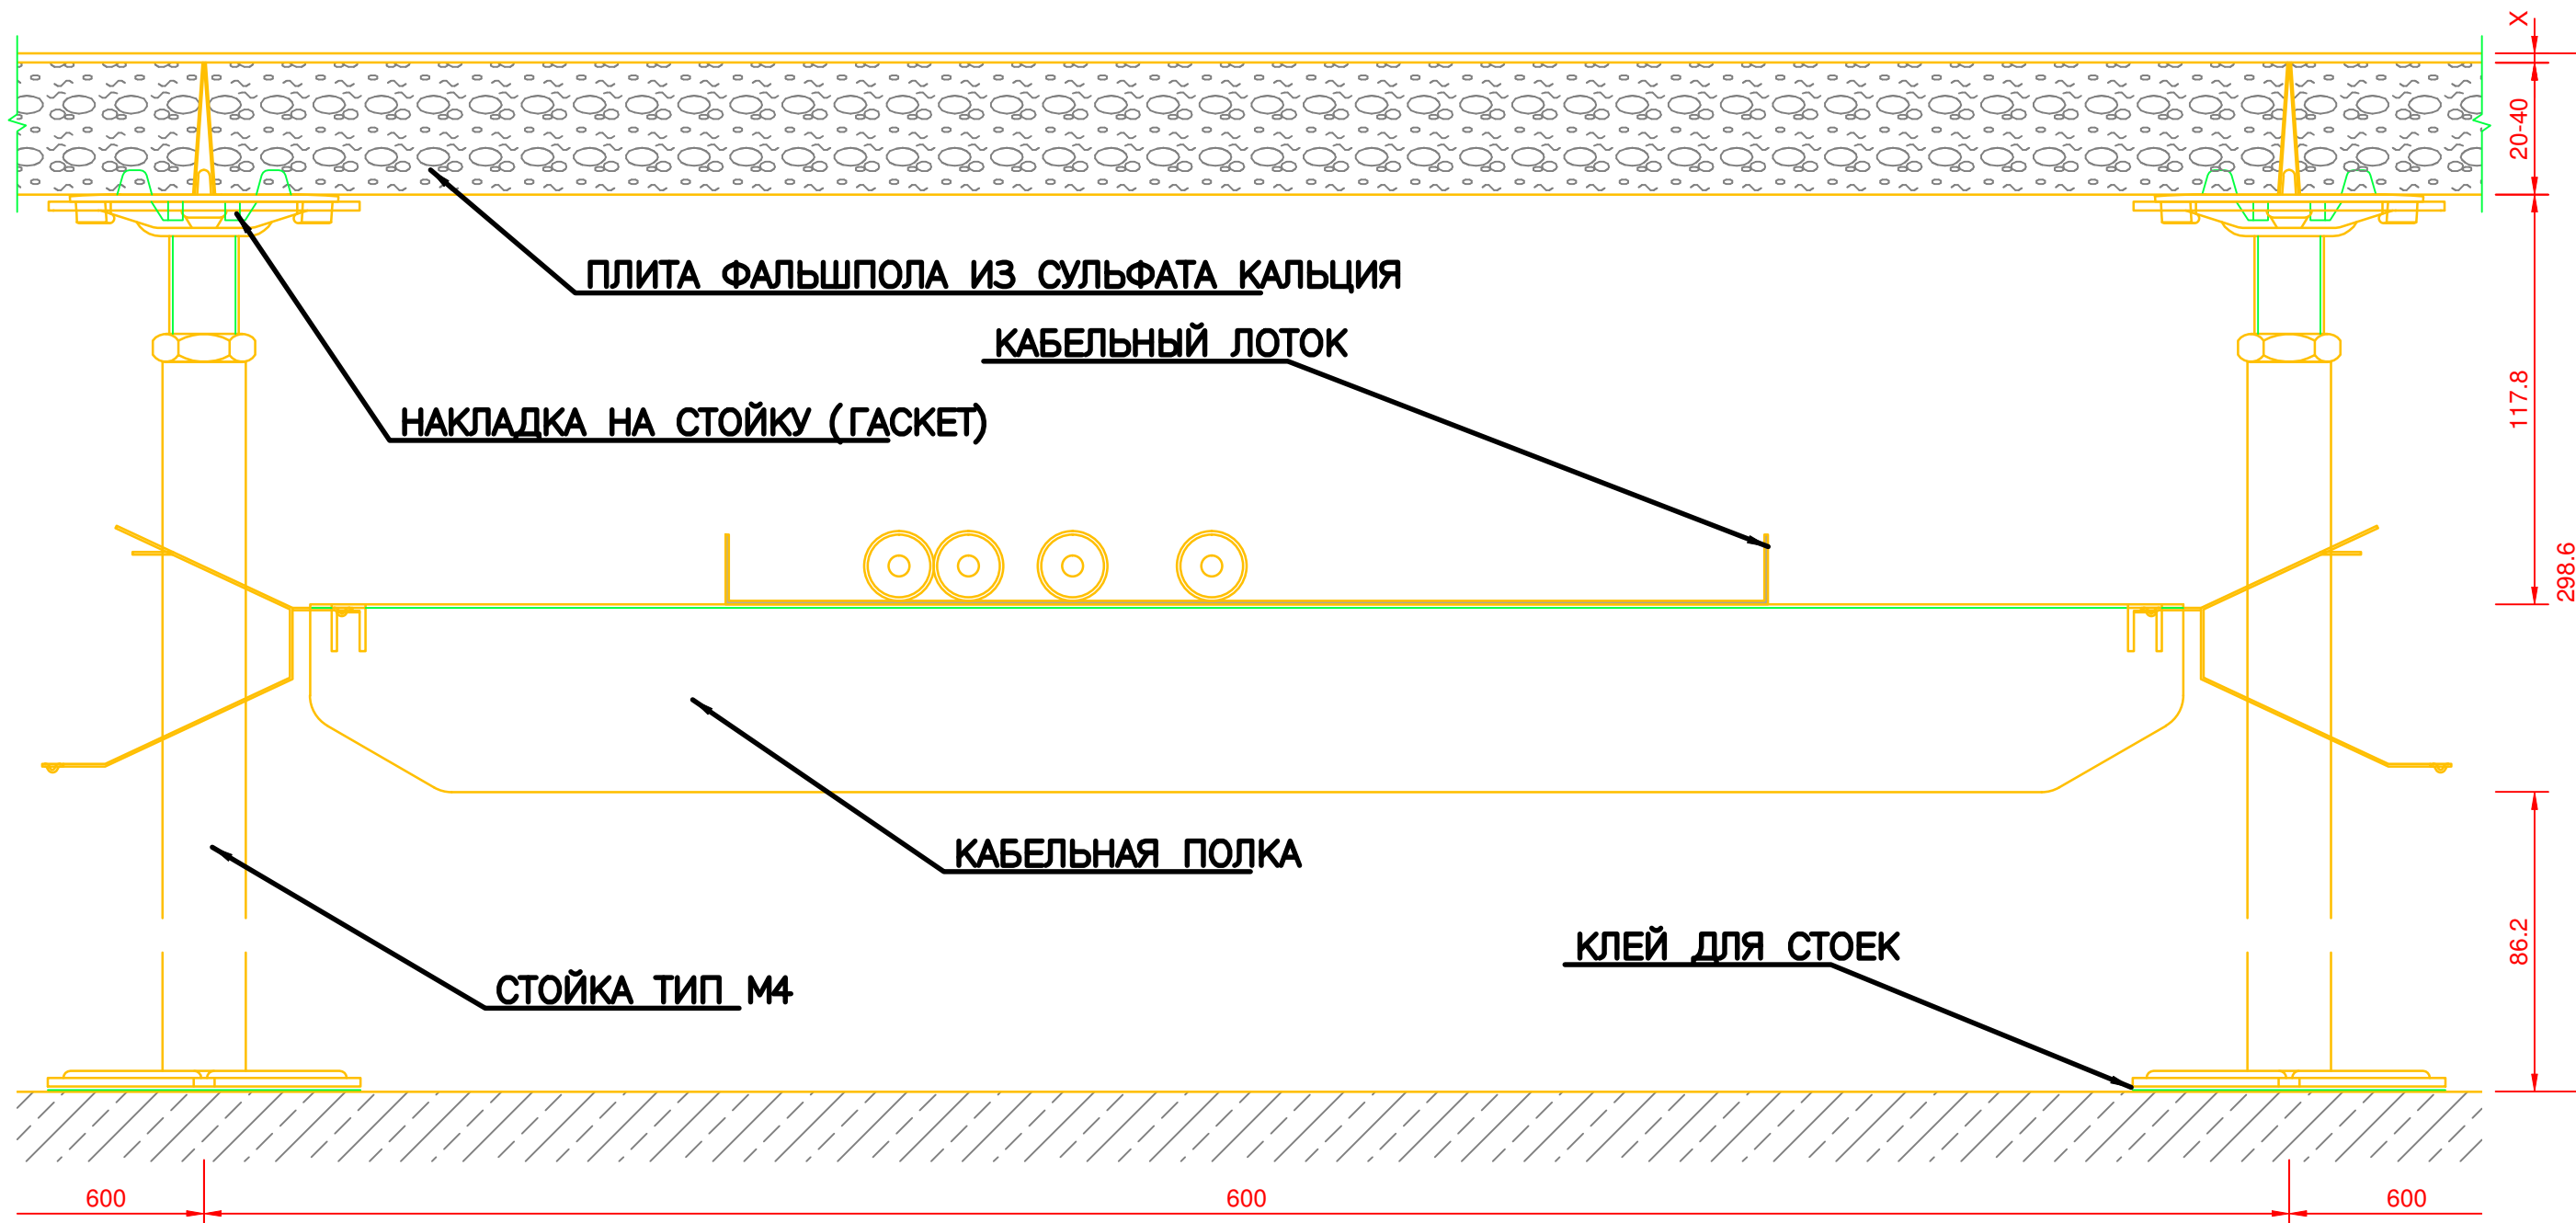 X
20-40
ПЛИТА ФАЛЬШПОЛА ИЗ СУЛЬФАТА КАЛЬЦИЯ
КАБЕЛЬНЫЙ ЛОТОК
117.8
НАКЛАДКА НА СТОЙКУ (ГАСКЕТ)
298.6
КАБЕЛЬНАЯ ПОЛКА
КЛЕЙ ДЛЯ СТОЕК
86.2
СТОЙКА ТИП М4
600
600
600